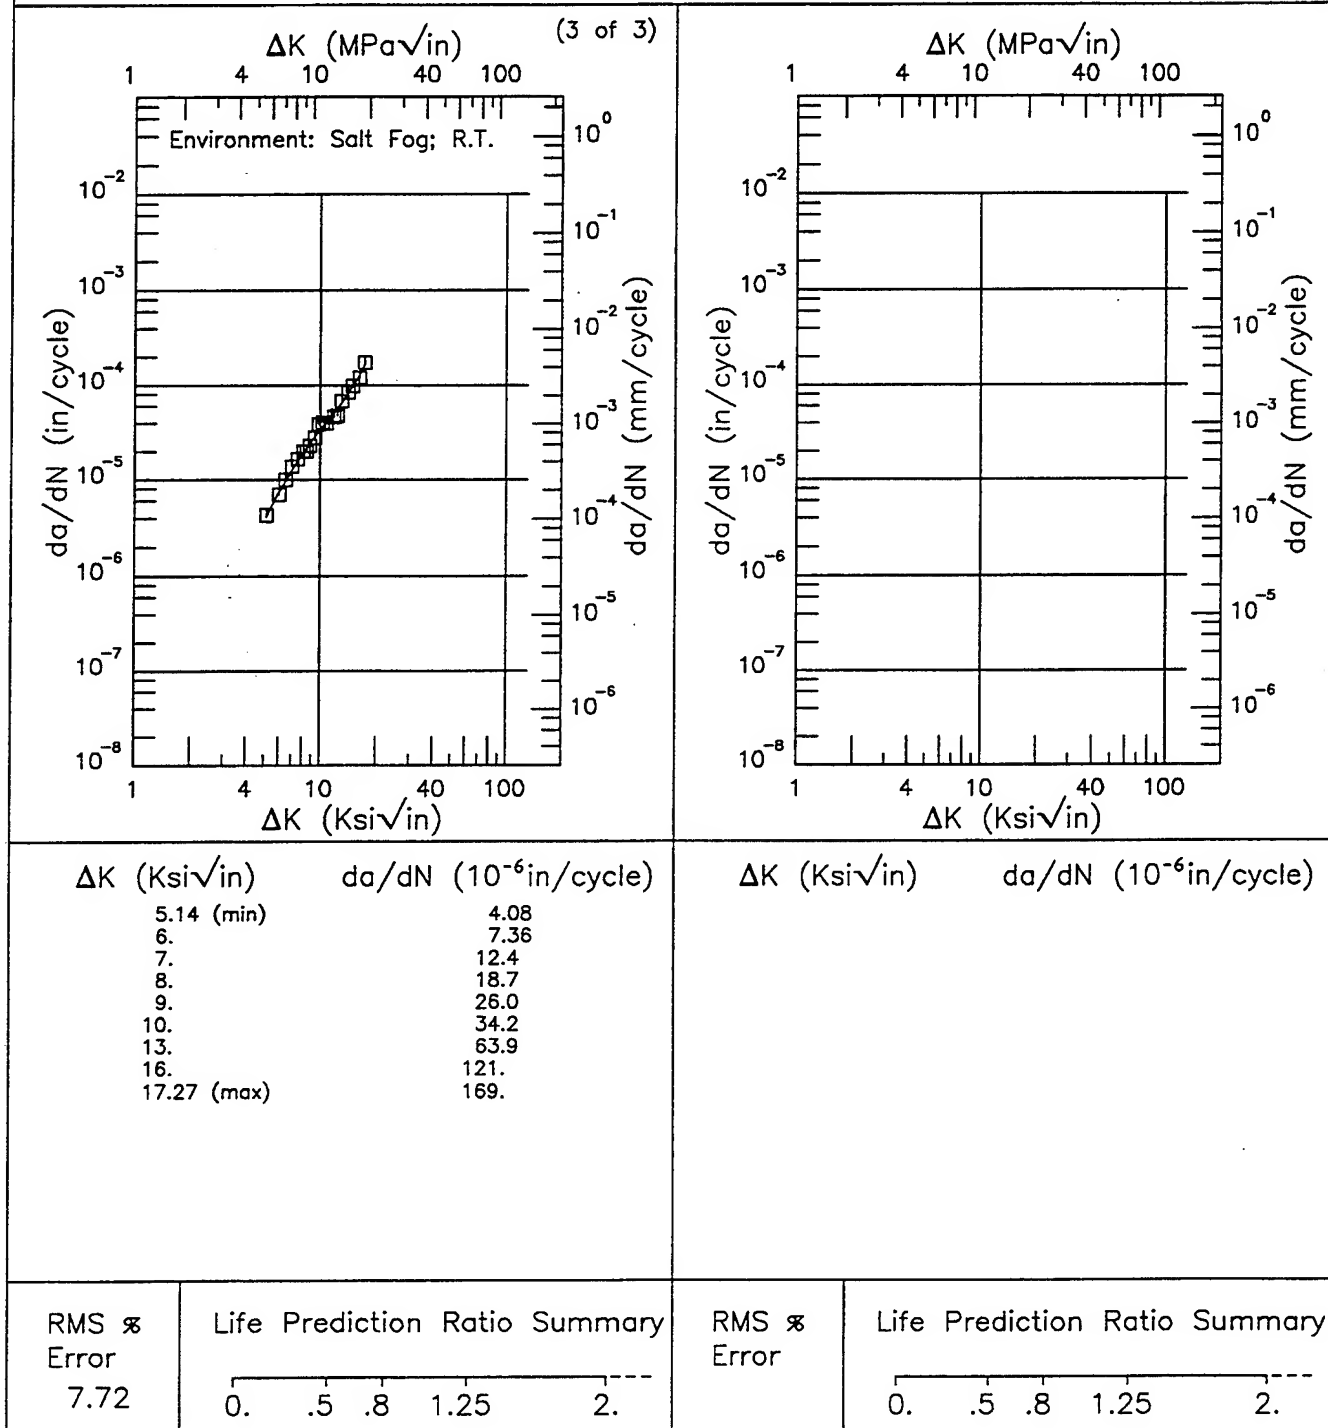 (3 of 3)
ΔK (MPa√in)
1 4 10 40 100
Environment: Salt Fog; R.T.
da/dN (in/cycle)
10⁻²
10⁻³
10⁻⁴
10⁻⁵
10⁻⁶
10⁻⁷
10⁻⁸
10⁰
10⁻¹
10⁻²
10⁻³
10⁻⁴
10⁻⁵
10⁻⁶
da/dN (mm/cycle)
1 4 10 40 100
ΔK (Ksi√in)
ΔK (MPa√in)
1 4 10 40 100
da/dN (in/cycle)
10⁻²
10⁻³
10⁻⁴
10⁻⁵
10⁻⁶
10⁻⁷
10⁻⁸
10⁰
10⁻¹
10⁻²
10⁻³
10⁻⁴
10⁻⁵
10⁻⁶
da/dN (mm/cycle)
1 4 10 40 100
ΔK (Ksi√in)
ΔK (Ksi√in) da/dN (10⁻⁶in/cycle)
5.14 (min) 4.08
6. 7.36
7. 12.4
8. 18.7
9. 26.0
10. 34.2
13. 63.9
16. 121.
17.27 (max) 169.
ΔK (Ksi√in) da/dN (10⁻⁶in/cycle)
RMS %
Error
7.72
Life Prediction Ratio Summary
0. .5 .8 1.25 2.
RMS %
Error
Life Prediction Ratio Summary
0. .5 .8 1.25 2.